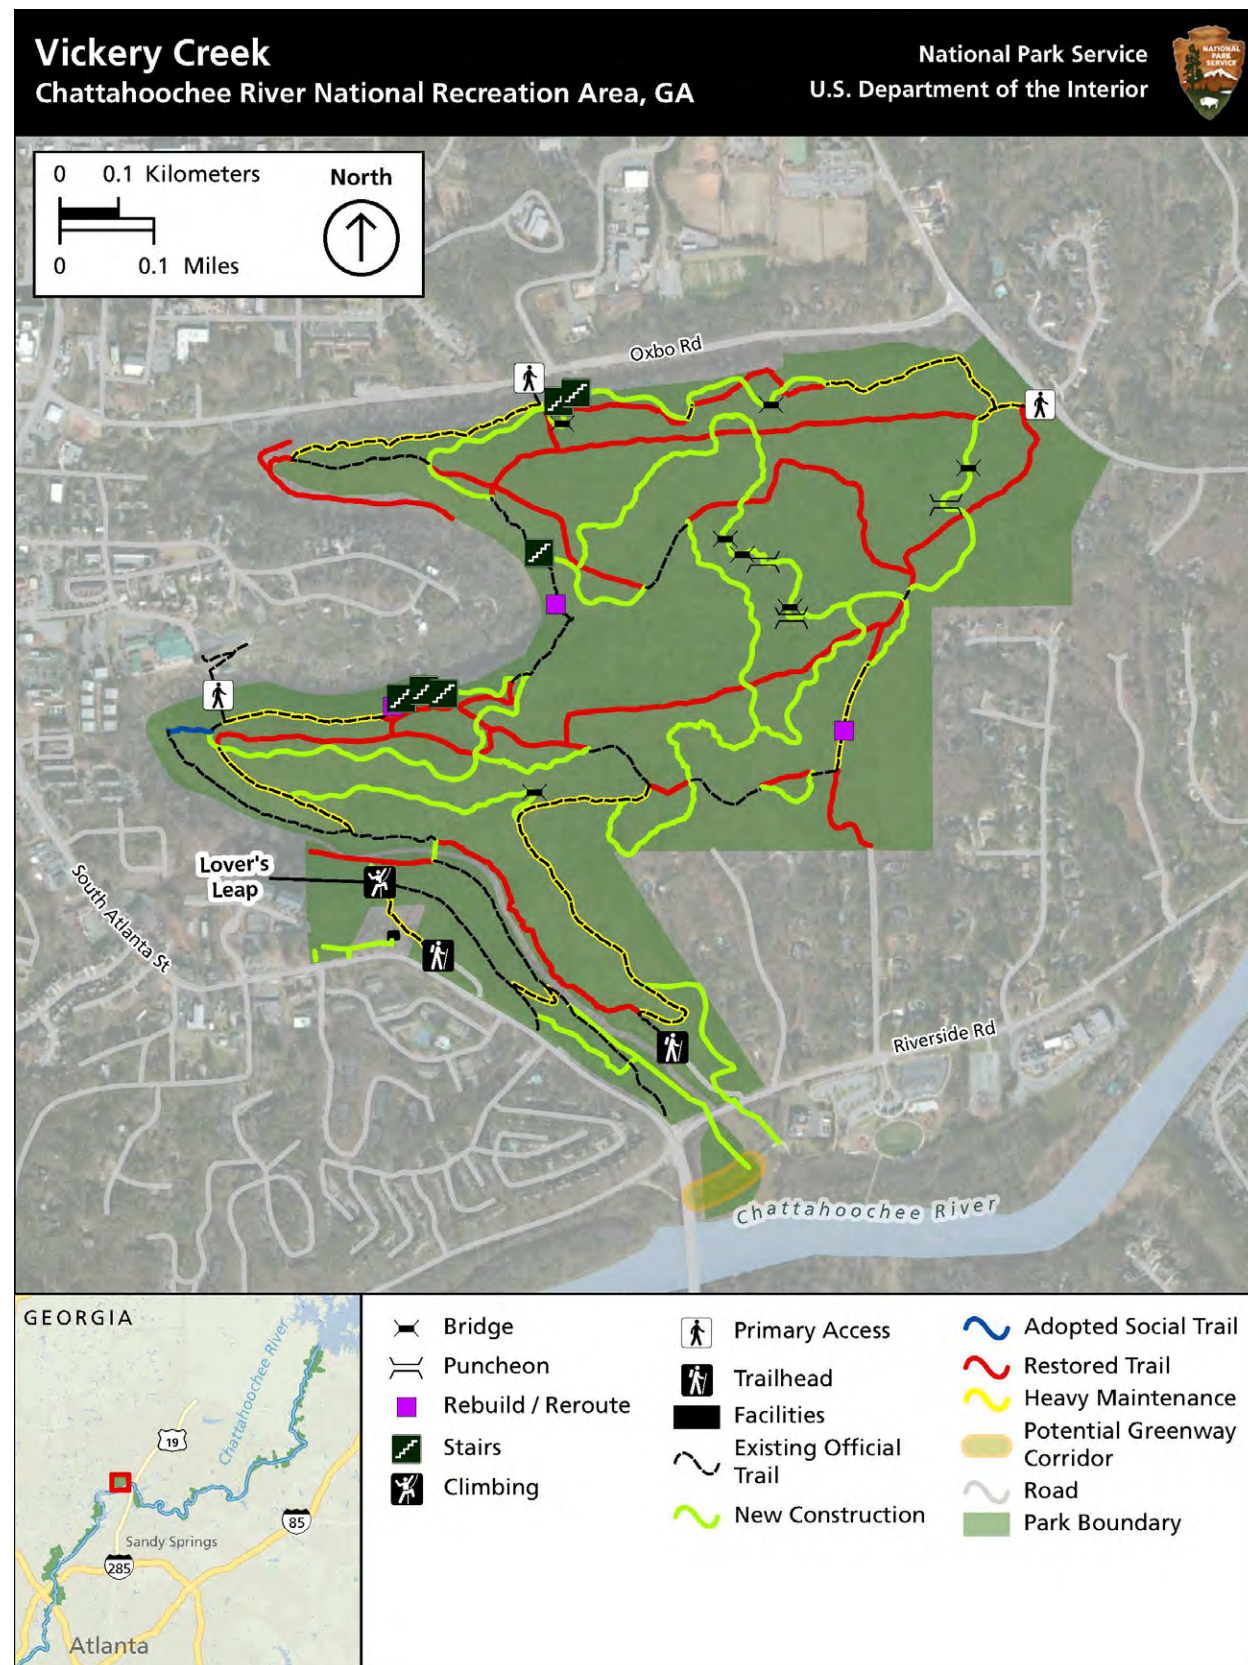 Vickery Creek
Chattahoochee River National Recreation Area, GA
National Park Service
U.S. Department of the Interior
NATIONAL
PARK
SERVICE
0 0.1 Kilometers
North
0 0.1 Miles
Oxbo Rd
Lover's
Leap
South Atlanta St
Riverside Rd
Chattahoochee River
GEORGIA
Chattahoochee River
19
85
Sandy Springs
285
Atlanta
Bridge
Puncheon
Rebuild / Reroute
Stairs
Climbing
Primary Access
Trailhead
Facilities
Existing Official
Trail
New Construction
Adopted Social Trail
Restored Trail
Heavy Maintenance
Potential Greenway
Corridor
Road
Park Boundary